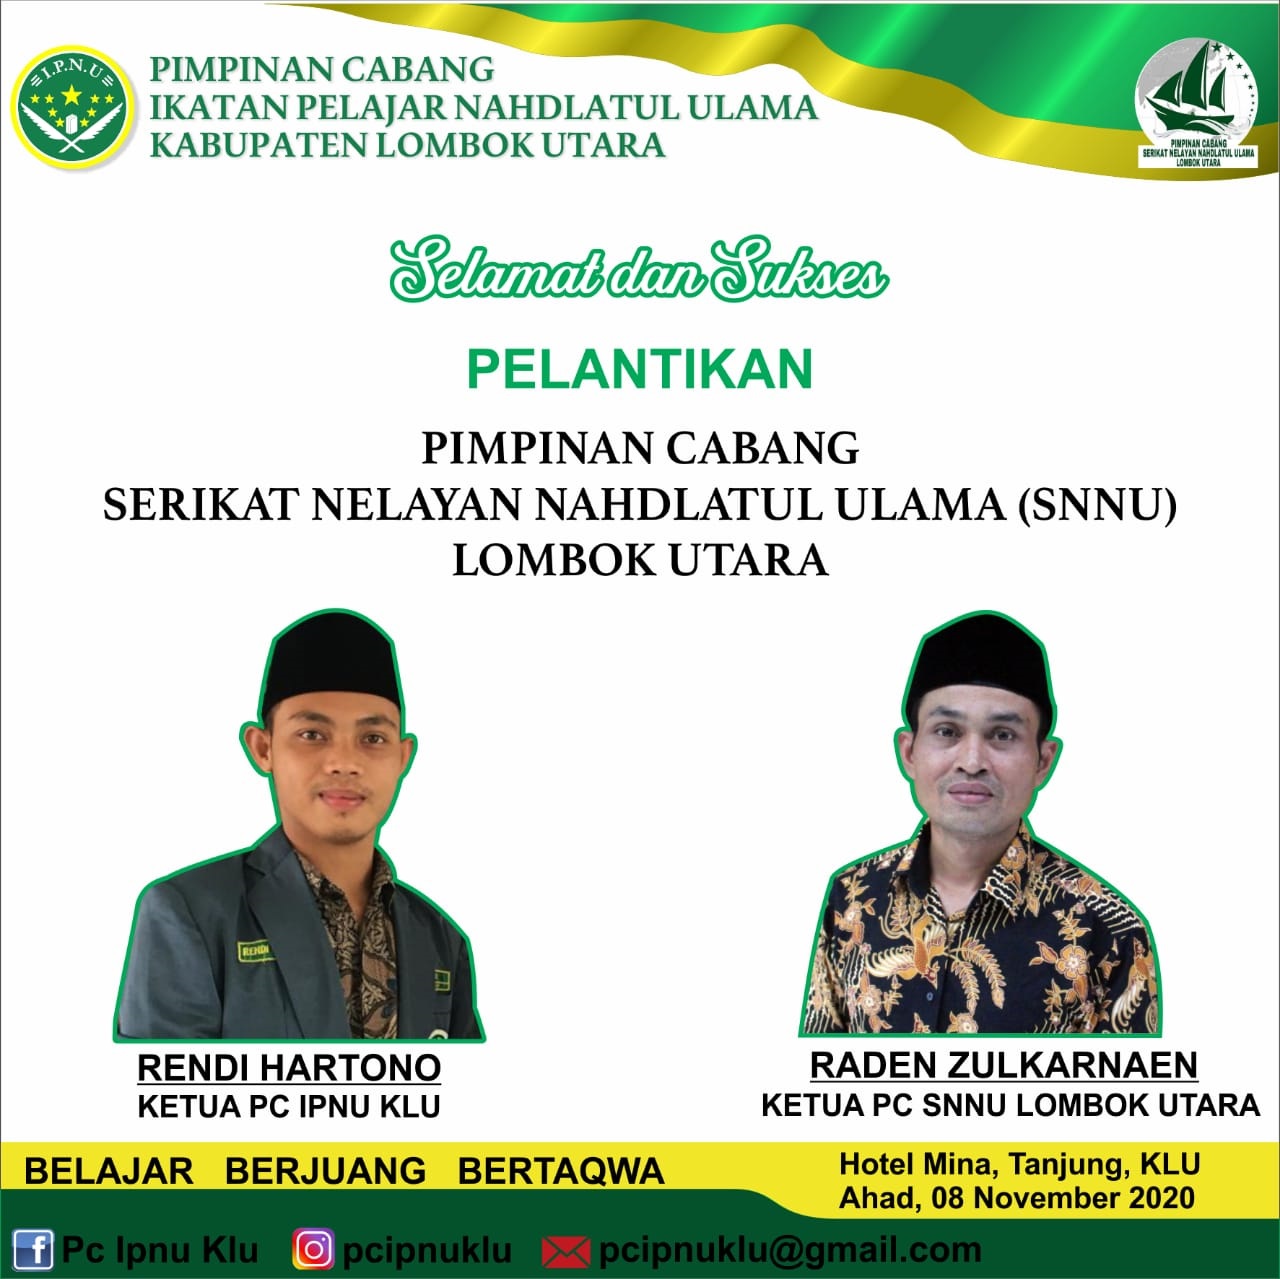 I.P.N.U
PIMPINAN CABANG
IKATAN PELAJAR NAHDLATUL ULAMA
KABUPATEN LOMBOK UTARA
PIMPINAN CABANG
SERIKAT NELAYAN NAHDLATUL ULAMA
LOMBOK UTARA
Selamat dan Sukses
PELANTIKAN
PIMPINAN CABANG
SERIKAT NELAYAN NAHDLATUL ULAMA (SNNU)
LOMBOK UTARA
RENDI
RENDI HARTONO
KETUA PC IPNU KLU
RADEN ZULKARNAEN
KETUA PC SNNU LOMBOK UTARA
BELAJAR BERJUANG BERTAQWA
Hotel Mina, Tanjung, KLU
Ahad, 08 November 2020
Pc Ipnu Klu pcipnuklu pcipnuklu@gmail.com